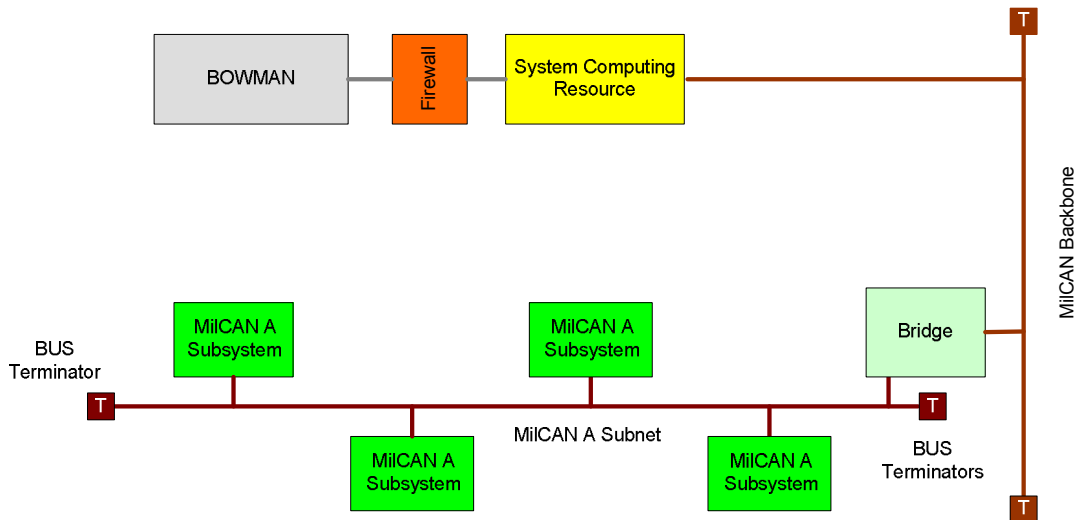 T
BOWMAN
Firewall
System Computing
Resource
MilCAN Backbone
MilCAN A
Subsystem
MilCAN A
Subsystem
Bridge
BUS
Terminator
T
T
MilCAN A Subnet
MilCAN A
Subsystem
MilCAN A
Subsystem
BUS
Terminators
T